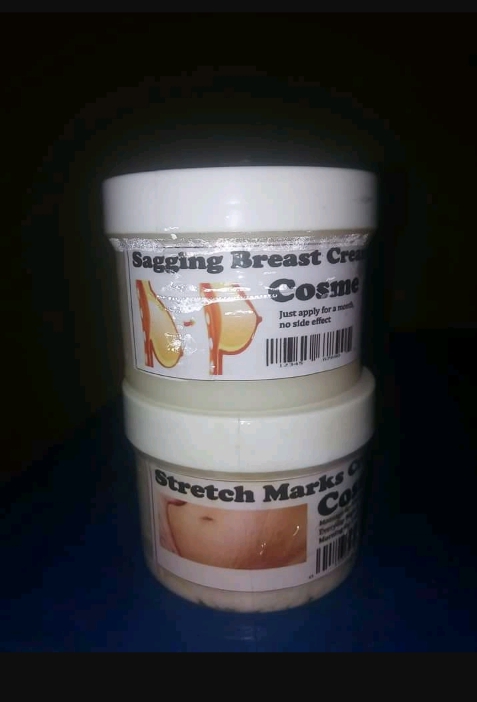 Sagging Breast Crea
Cosme
Just apply for a month,
no side effect
Stretch Marks C
Cos